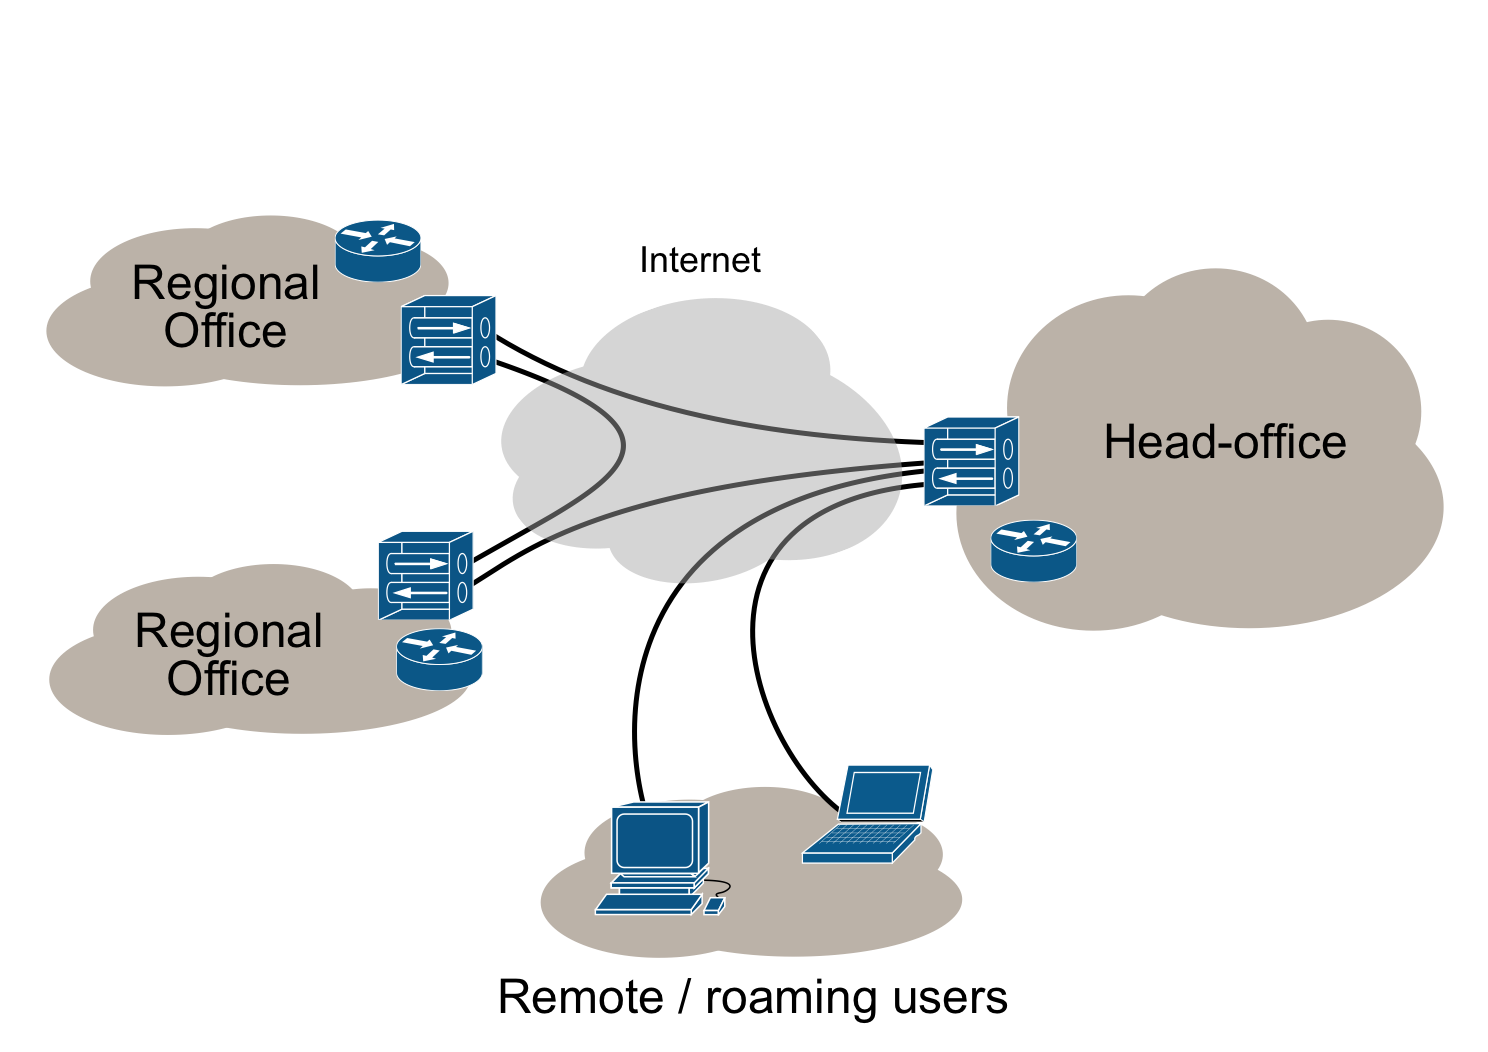 Internet
Regional
Office
Head-office
Regional
Office
Remote / roaming users